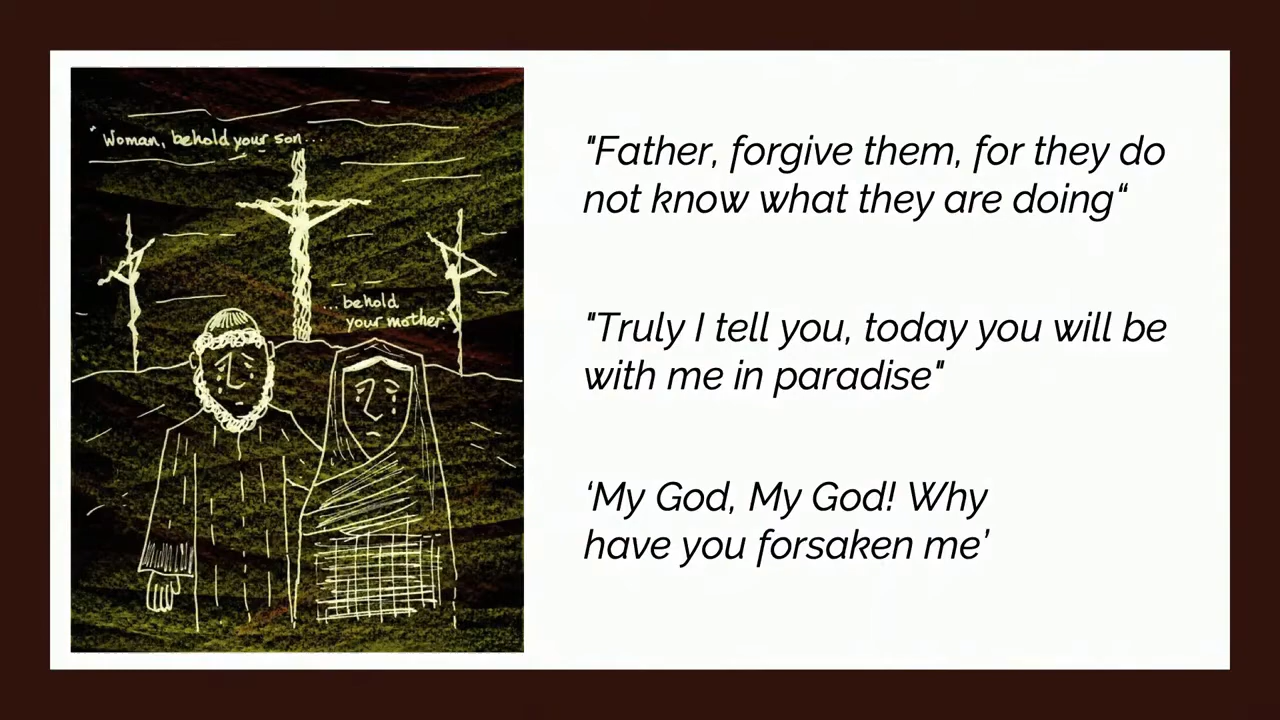 "Woman, behold your son...
...behold
your mother."
"Father, forgive them, for they do
not know what they are doing“
"Truly I tell you, today you will be
with me in paradise"
‘My God, My God! Why
have you forsaken me’